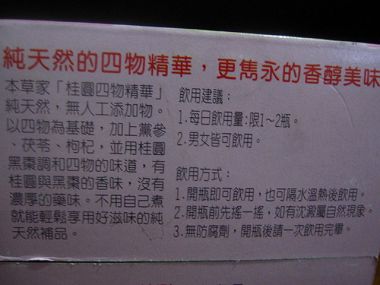 純天然的四物精華，更雋永的香醇美味
本草家「桂圓四物精華」
純天然，無人工添加物。
以四物為基礎，加上黨參
、茯苓、枸杞，並用桂圓
黑棗調和四物的味道，有
桂圓與黑棗的香味，沒有
濃厚的藥味。不用自己煮
就能輕鬆享用好滋味的純
天然補品。
飲用建議：
1.每日飲用量：限1~2瓶。
2.男女皆可飲用。
飲用方式：
1.開瓶即可飲用，也可隔水溫熱後飲用。
2.開瓶前先搖一搖，如有沈澱屬自然現象。
3.無防腐劑，開瓶後請一次飲用完畢。